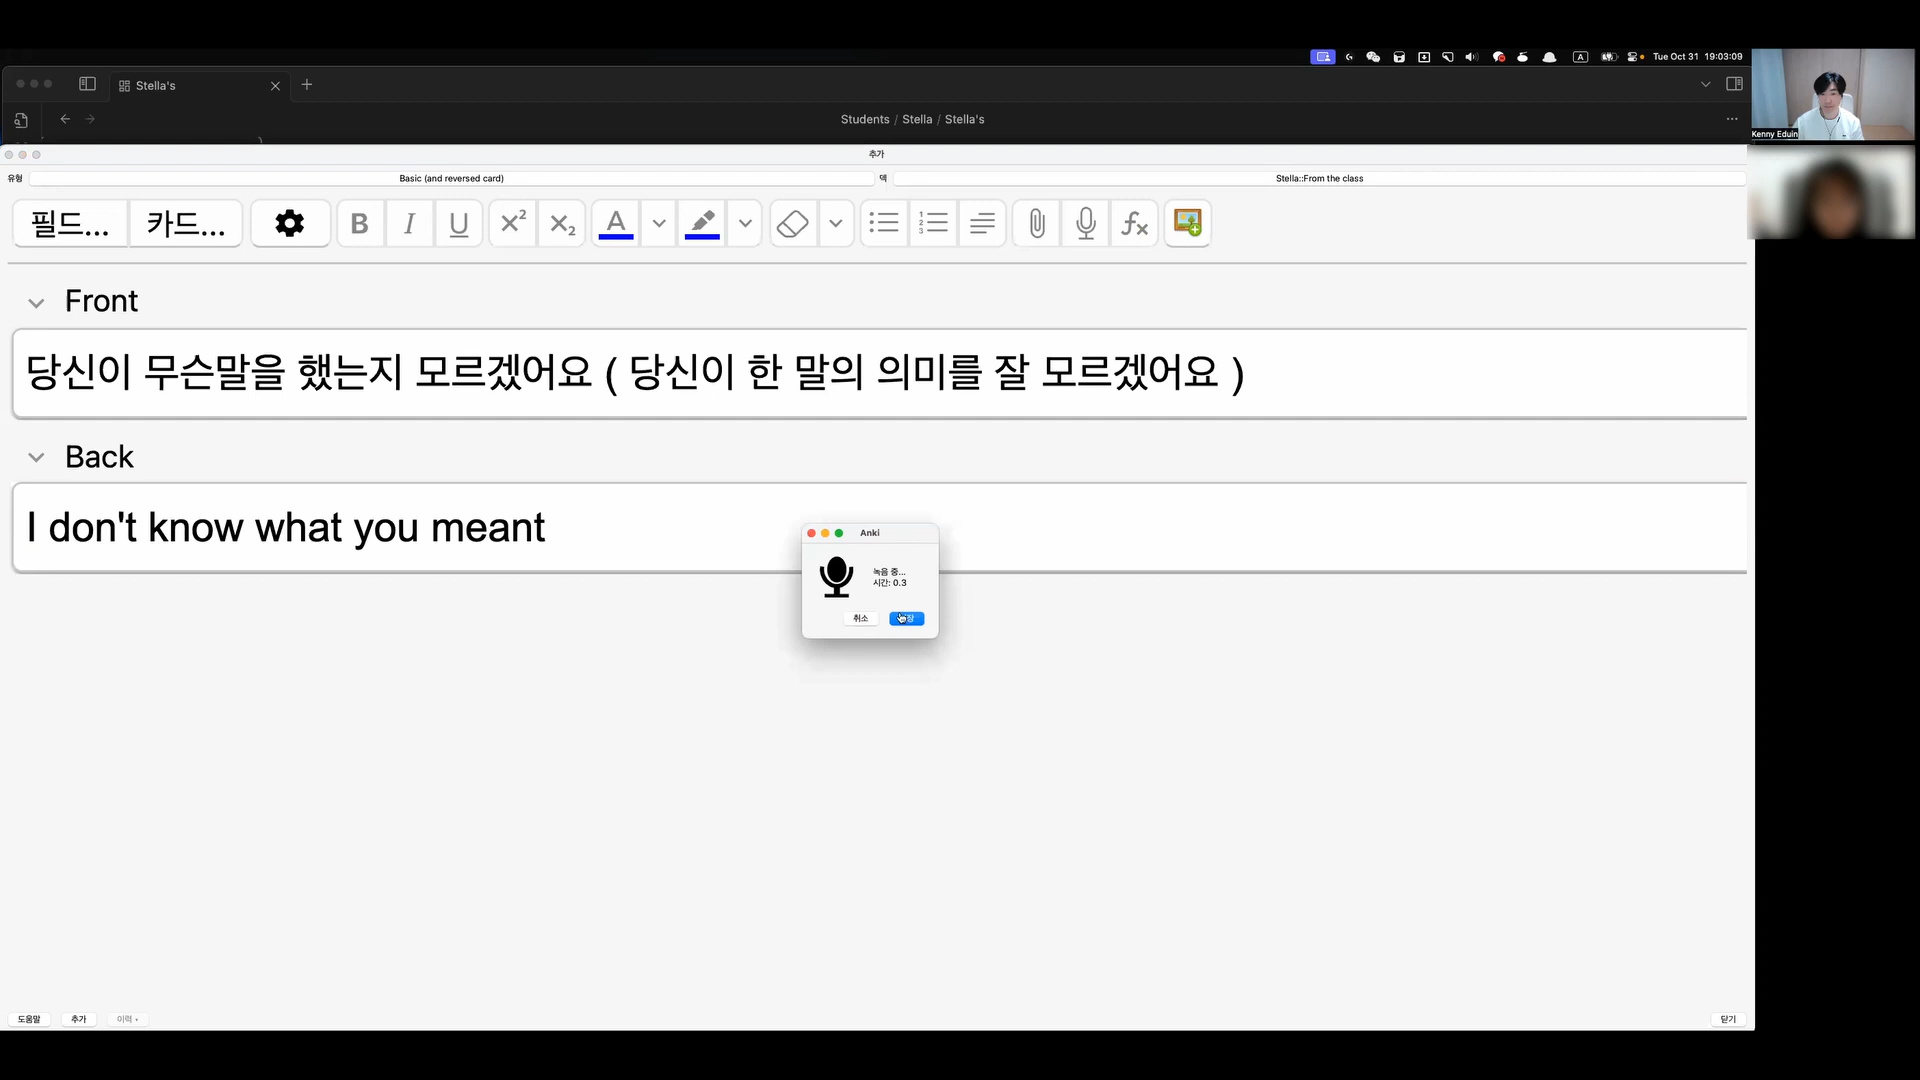 Tue Oct 31 19:03:09
Stella's
Students / Stella / Stella's
Kenny Eduin
추가
유형
Basic (and reversed card)
덱
Stella::From the class
필드...
카드...
B I U X² X₂ A
fx
Front
당신이 무슨말을 했는지 모르겠어요 ( 당신이 한 말의 의미를 잘 모르겠어요 )
Back
I don't know what you meant
Anki
녹음 중...
시간: 0.3
취소
도움말
추가
이력
닫기